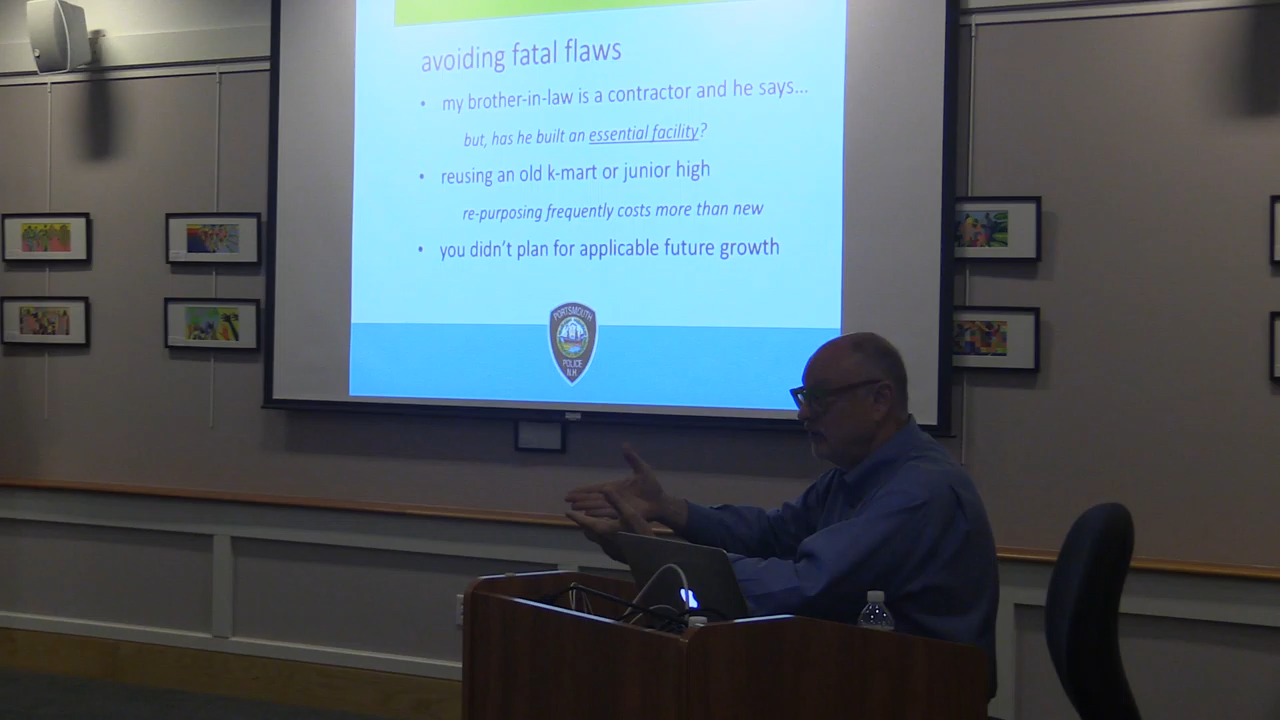 avoiding fatal flaws
• my brother-in-law is a contractor and he says...
but, has he built an essential facility?
• reusing an old k-mart or junior high
re-purposing frequently costs more than new
• you didn't plan for applicable future growth
PORTSMOUTH
POLICE
N.H.